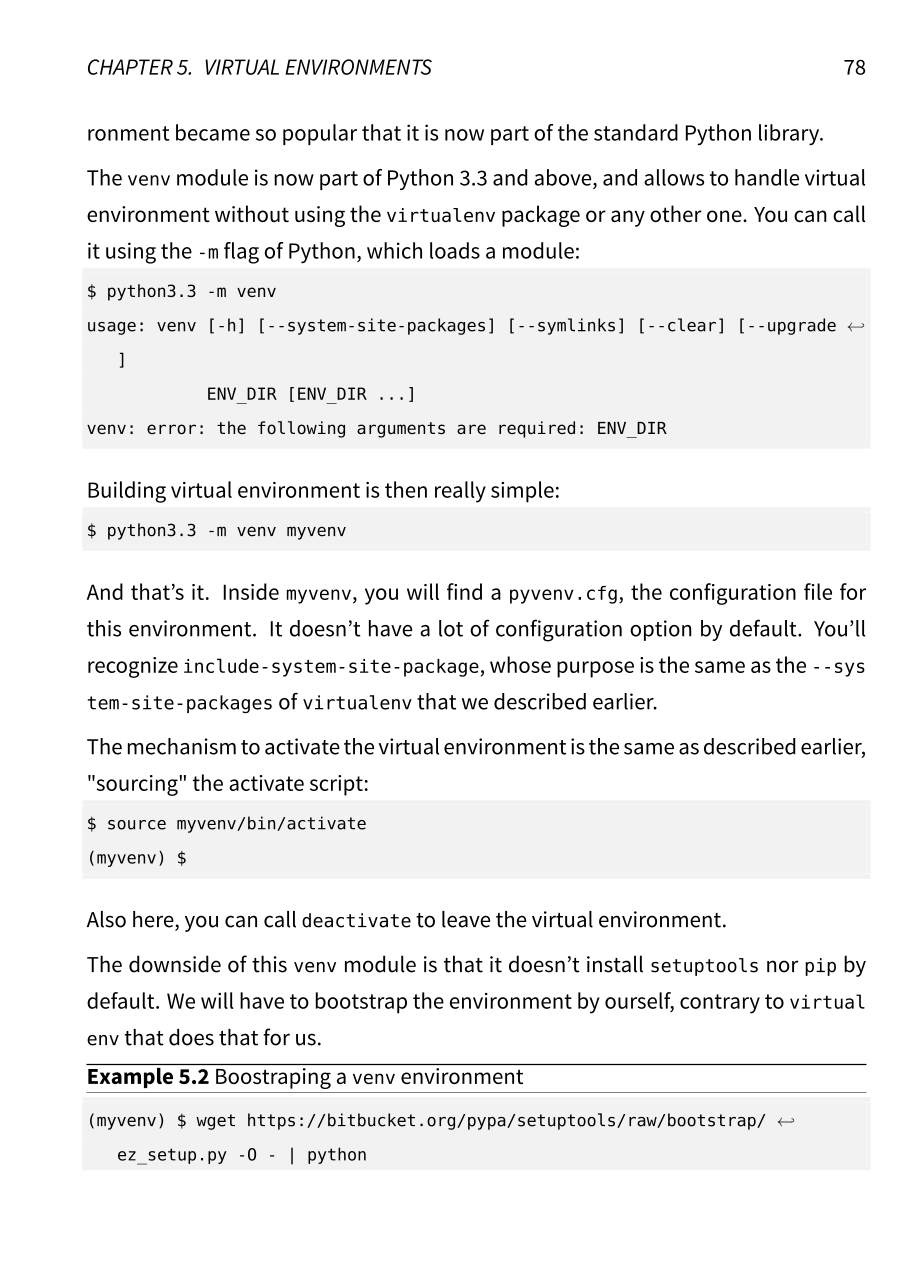 CHAPTER 5. VIRTUAL ENVIRONMENTS 78
ronment became so popular that it is now part of the standard Python library.
The venv module is now part of Python 3.3 and above, and allows to handle virtual
environment without using the virtualenv package or any other one. You can call
it using the -m flag of Python, which loads a module:
$ python3.3 -m venv
usage: venv [-h] [--system-site-packages] [--symlinks] [--clear] [--upgrade ↩
]
ENV_DIR [ENV_DIR ...]
venv: error: the following arguments are required: ENV_DIR
Building virtual environment is then really simple:
$ python3.3 -m venv myvenv
And that's it. Inside myvenv, you will find a pyvenv.cfg, the configuration file for
this environment. It doesn't have a lot of configuration option by default. You'll
recognize include-system-site-package, whose purpose is the same as the --sys
tem-site-packages of virtualenv that we described earlier.
The mechanism to activate the virtual environment is the same as described earlier,
"sourcing" the activate script:
$ source myvenv/bin/activate
(myvenv) $
Also here, you can call deactivate to leave the virtual environment.
The downside of this venv module is that it doesn't install setuptools nor pip by
default. We will have to bootstrap the environment by ourself, contrary to virtual
env that does that for us.
Example 5.2 Boostraping a venv environment
(myvenv) $ wget https://bitbucket.org/pypa/setuptools/raw/bootstrap/ ↩
ez_setup.py -O - | python